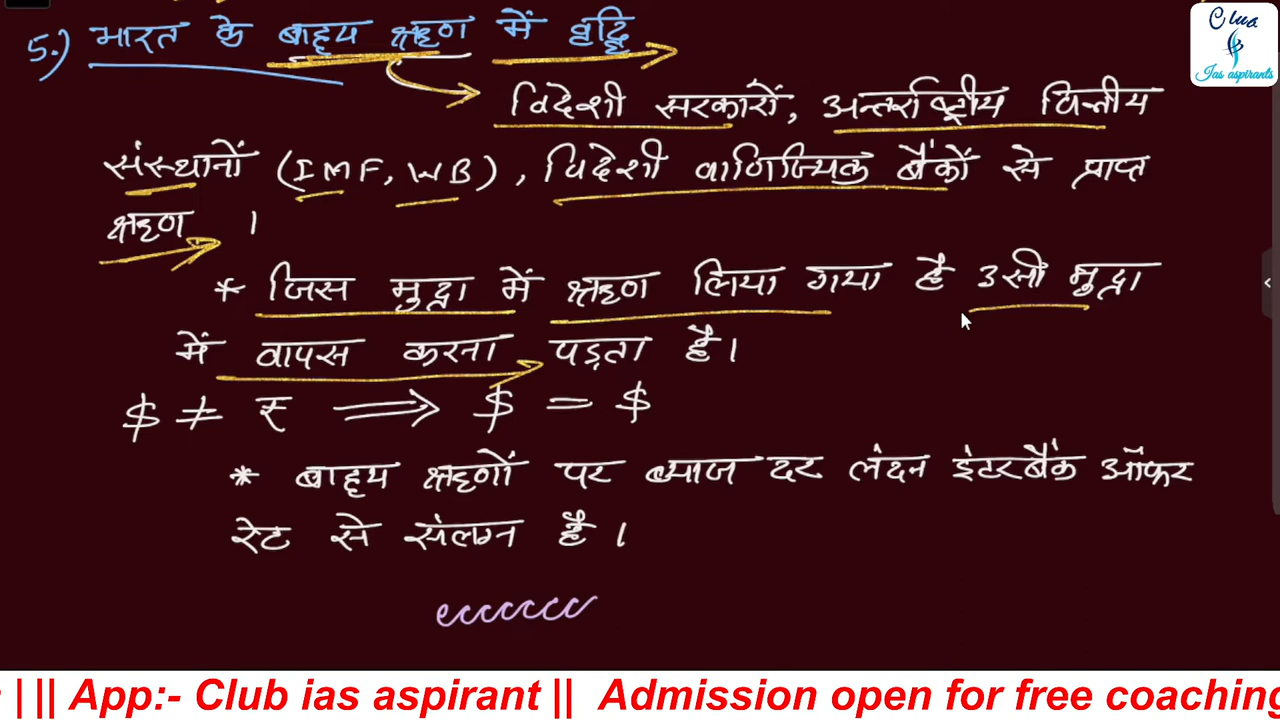 5.) भारत के बाह्य ऋण में वृद्धि
Club
Ias aspirants
विदेशी सरकारों, अन्तर्राष्ट्रीय वित्तीय
संस्थानों (IMF, WB), विदेशी वाणिज्यिक बैंकों से प्राप्त
ऋण ।
* जिस मुद्रा में ऋण लिया गया है उसी मुद्रा
में वापस करना पड़ता है।
$ ≠ ₹ ⟹ $ = $
* बाह्य ऋणों पर ब्याज दर लंदन इंटरबैंक ऑफर
रेट से संलग्न है ।
| || App:- Club ias aspirant || Admission open for free coaching